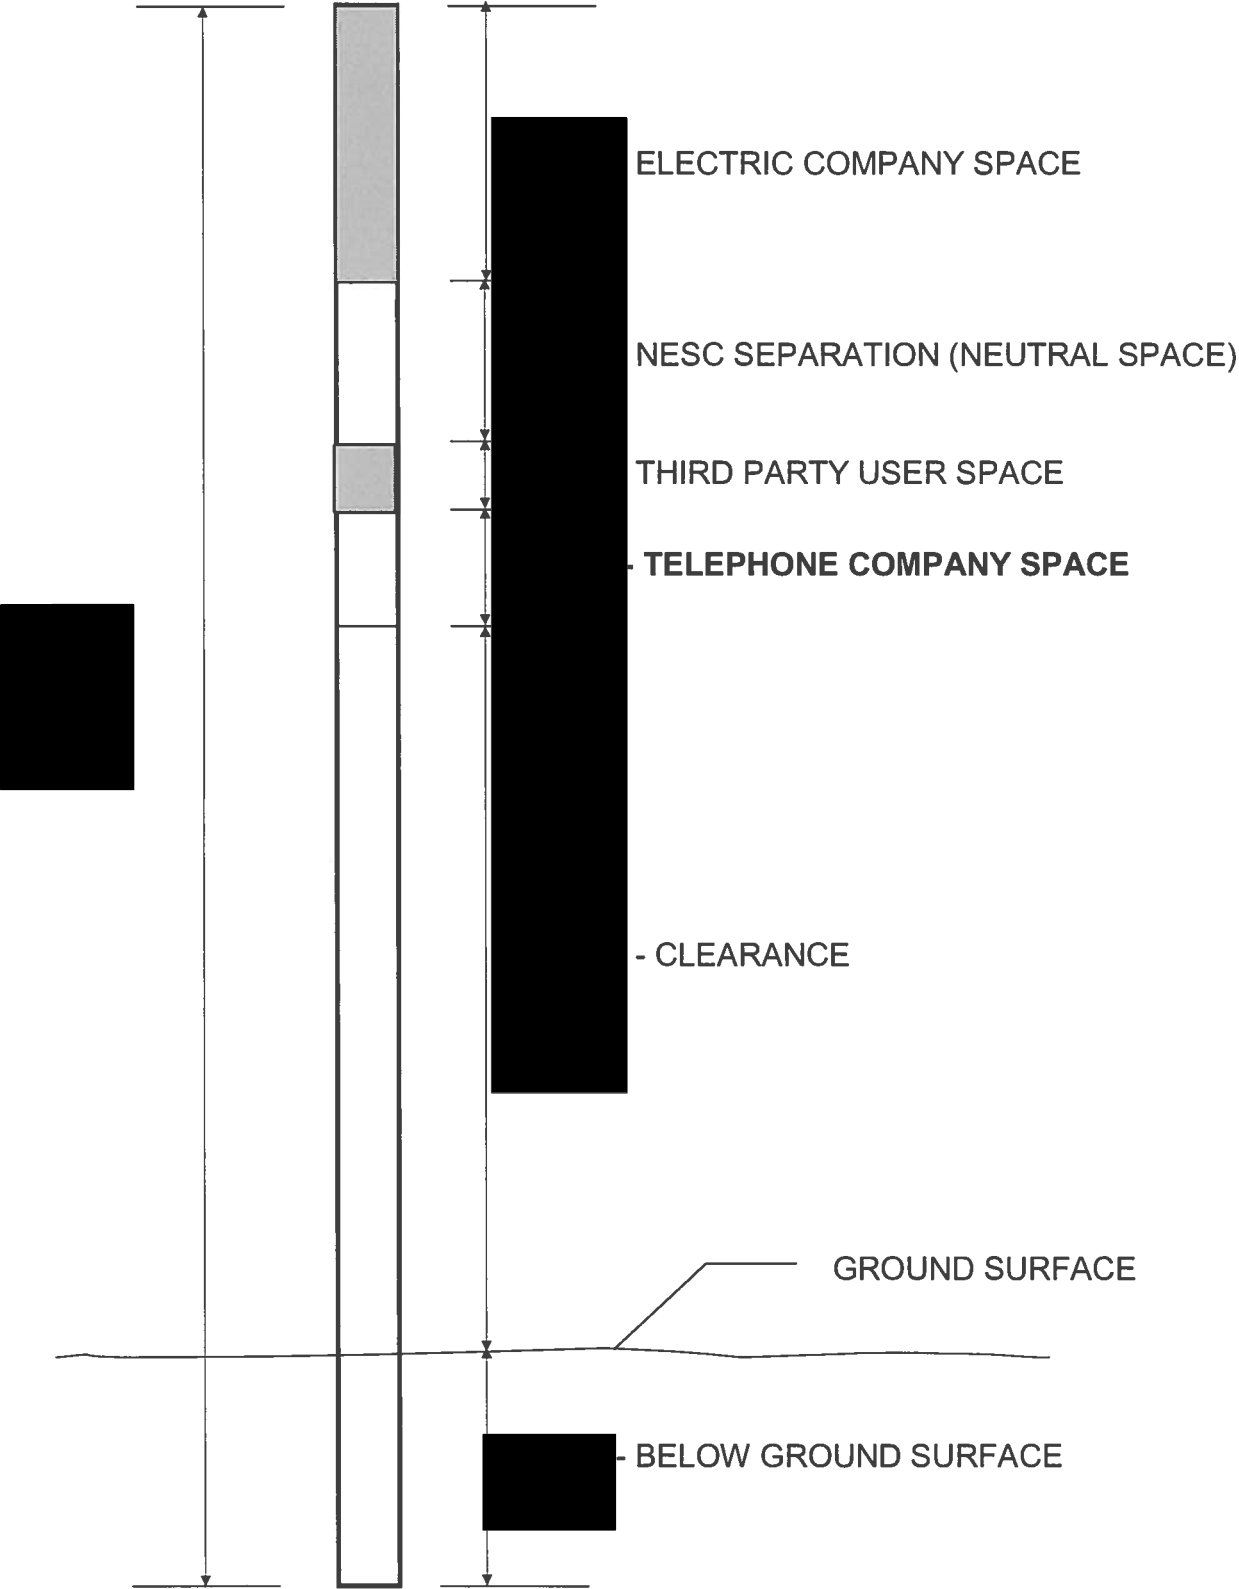 ELECTRIC COMPANY SPACE
NESC SEPARATION (NEUTRAL SPACE)
THIRD PARTY USER SPACE
- TELEPHONE COMPANY SPACE
- CLEARANCE
GROUND SURFACE
- BELOW GROUND SURFACE